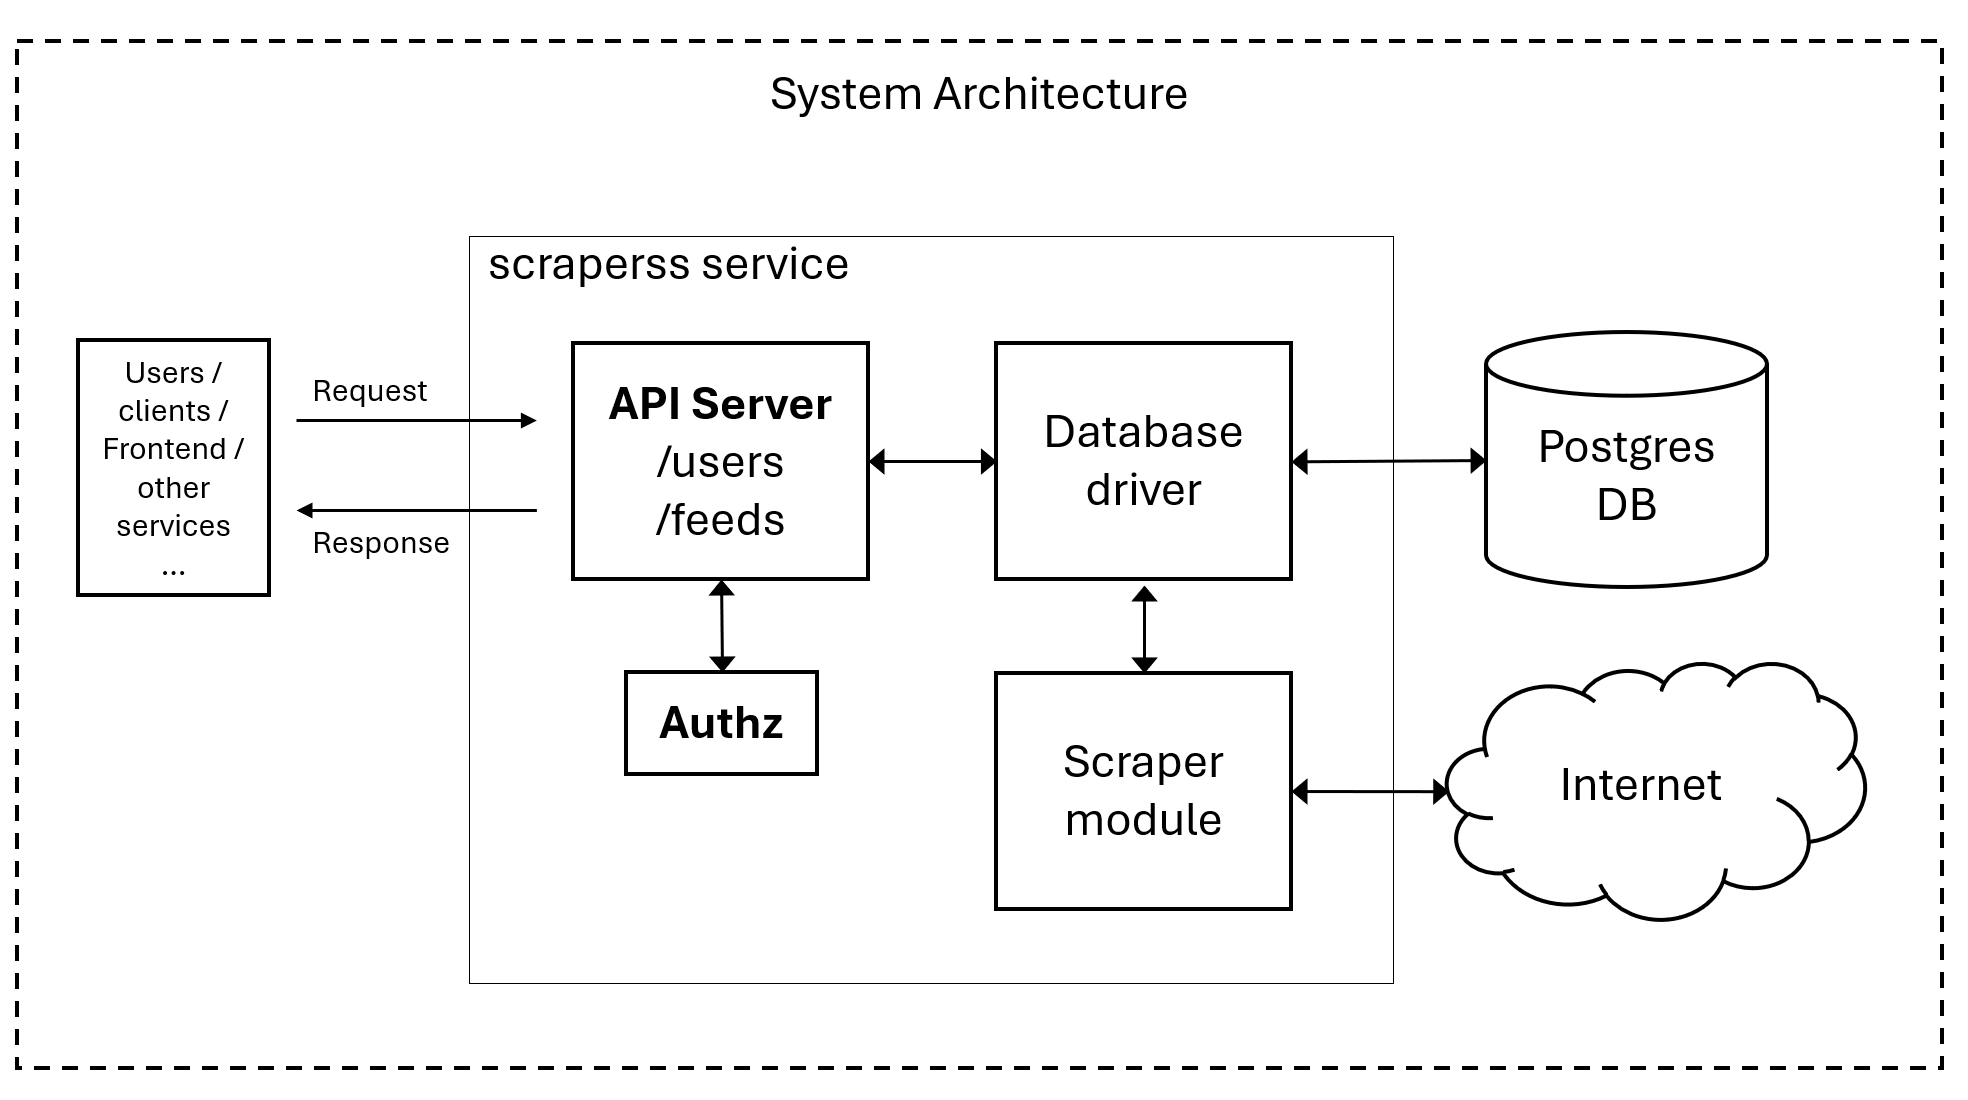 System Architecture
scraperss service
Users /
clients /
Frontend /
other
services
...
Request
Response
API Server
/users
/feeds
Database
driver
Postgres
DB
Authz
Scraper
module
Internet